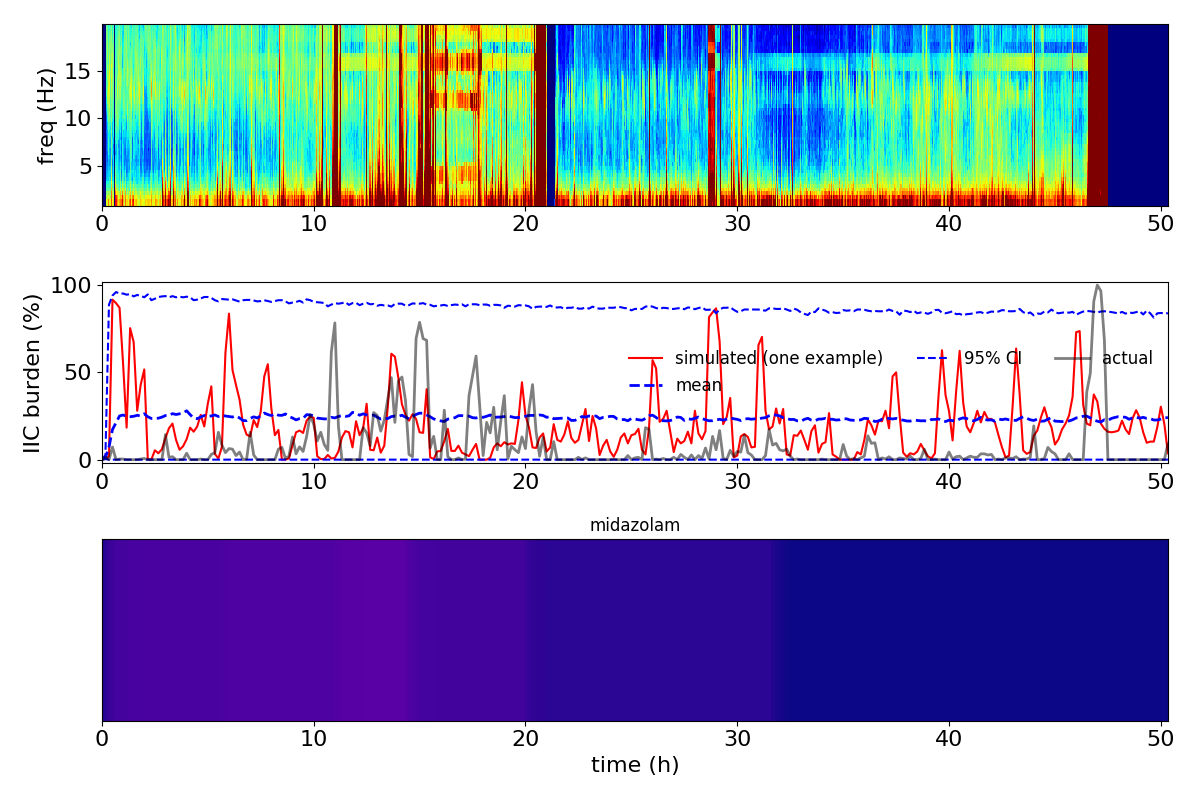 freq (Hz)
15
10
5
0 10 20 30 40 50
IIC burden (%)
100
50
0
simulated (one example) 95% CI actual
mean
0 10 20 30 40 50
midazolam
0 10 20 30 40 50
time (h)